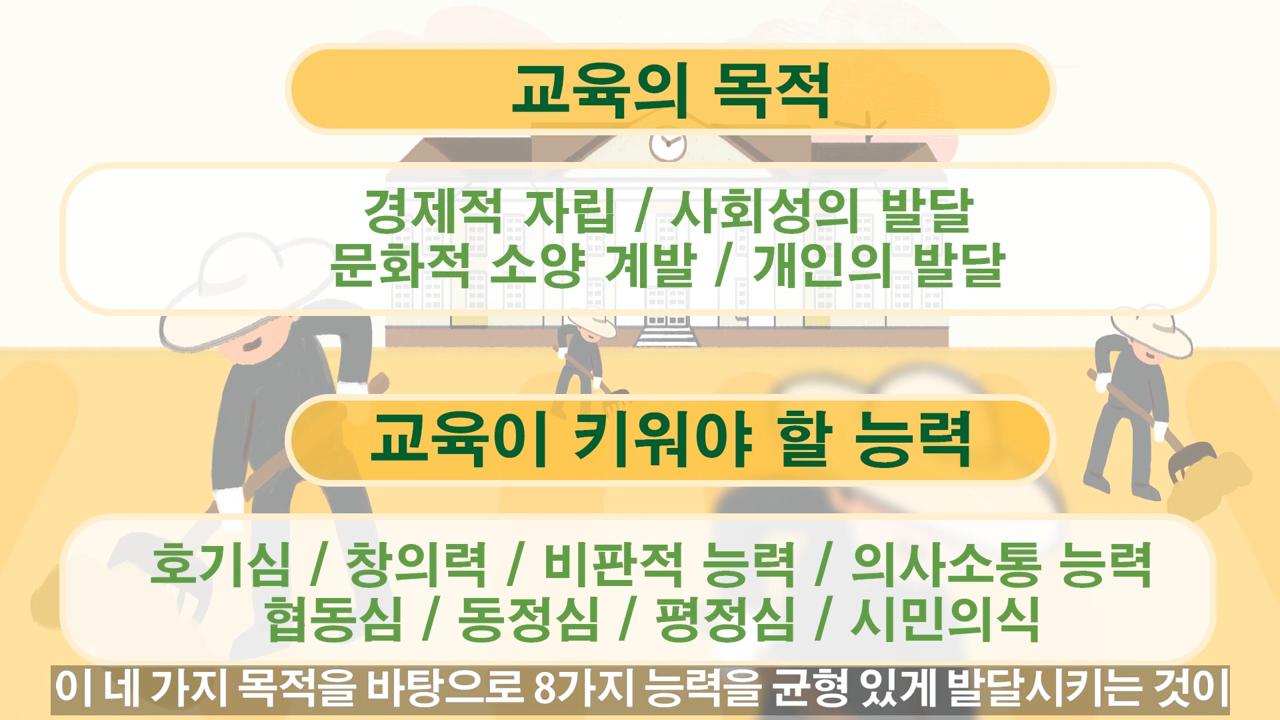 교육의 목적
경제적 자립 / 사회성의 발달
문화적 소양 계발 / 개인의 발달
교육이 키워야 할 능력
호기심 / 창의력 / 비판적 능력 / 의사소통 능력
협동심 / 동정심 / 평정심 / 시민의식
이 네 가지 목적을 바탕으로 8가지 능력을 균형 있게 발달시키는 것이